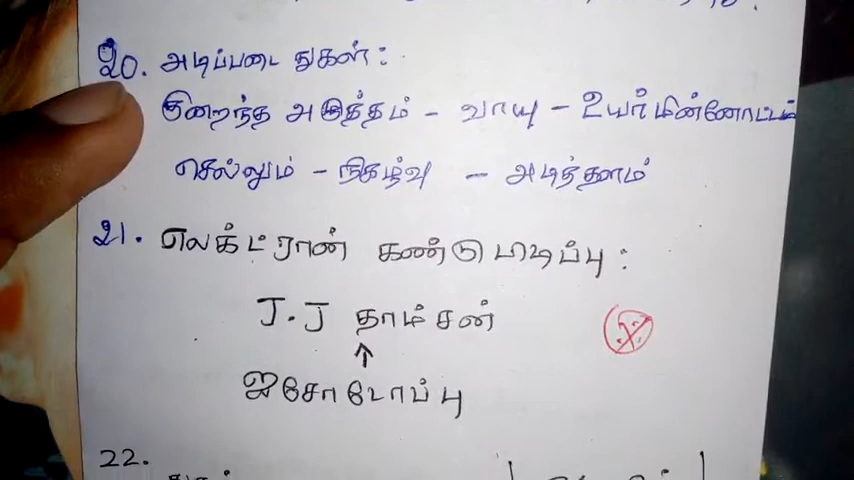 20. அடிப்படை துகள் :
குறைந்த அழுத்தம் - வாயு - உயர் மின்னோட்டம்
செல்லும் - நிகழ்வு - அடித்தளம்
21. எலக்ட்ரான் கண்டுபிடிப்பு :
J.J தாம்சன்
↑
ஐசோடோப்பு
22.